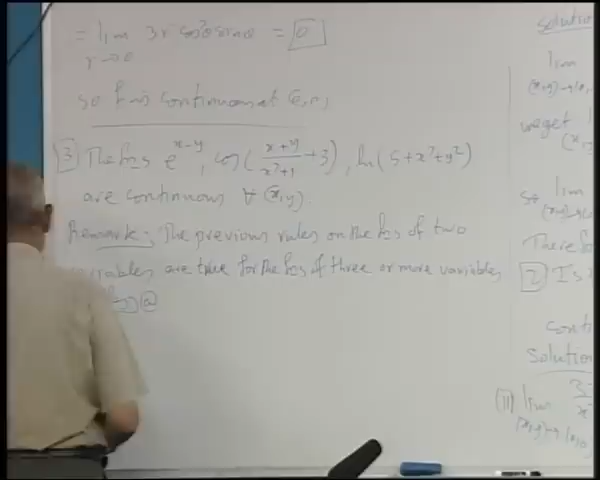 = lim 3r cos²θ sinθ = 0
r→0
so f is continuous at (0,0)
3 The fns e^{x-y}, cos(\frac{x+y}{x²+1}+3), ln(5+x²+y²)
are continuous ∀ (x,y).
Remark: The previous rules on the fns of two
variables are true for the fns of three or more variables
@
solution
lim
(x,y)→(0,
we get
(x,y
so lim
(x,y)→(0,
Theref
2 Is
conti
solution
(ii) lim 3
(x,y)→(0,0)